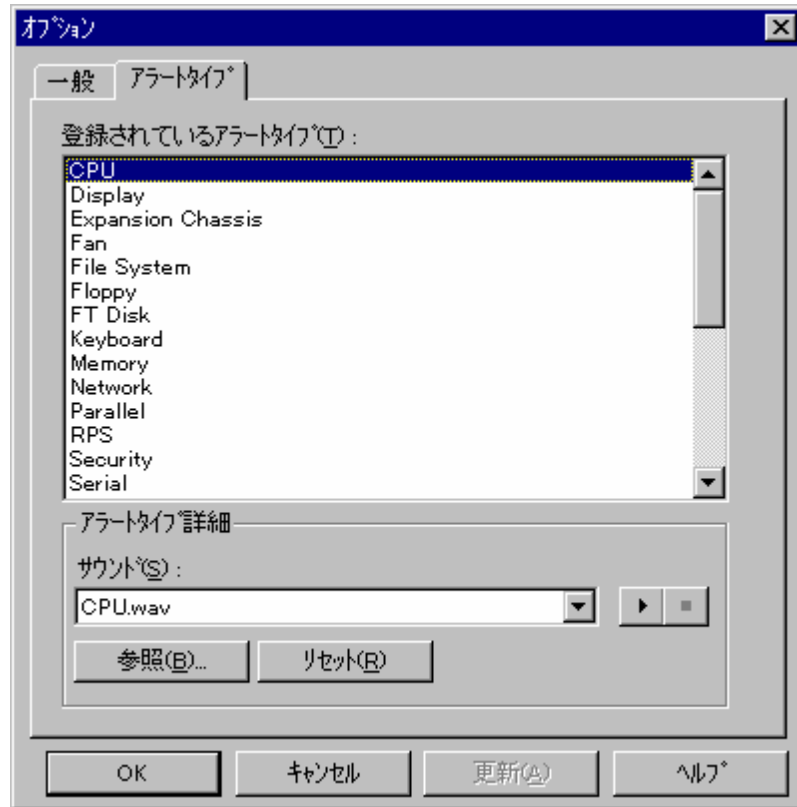 オプション
一般 アラートタイプ
登録されているアラートタイプ(T) :
CPU
Display
Expansion Chassis
Fan
File System
Floppy
FT Disk
Keyboard
Memory
Network
Parallel
RPS
Security
Serial
アラートタイプ詳細
サウンド(S) :
CPU.wav
参照(B)... リセット(R)
OK キャンセル 更新(A) ヘルプ